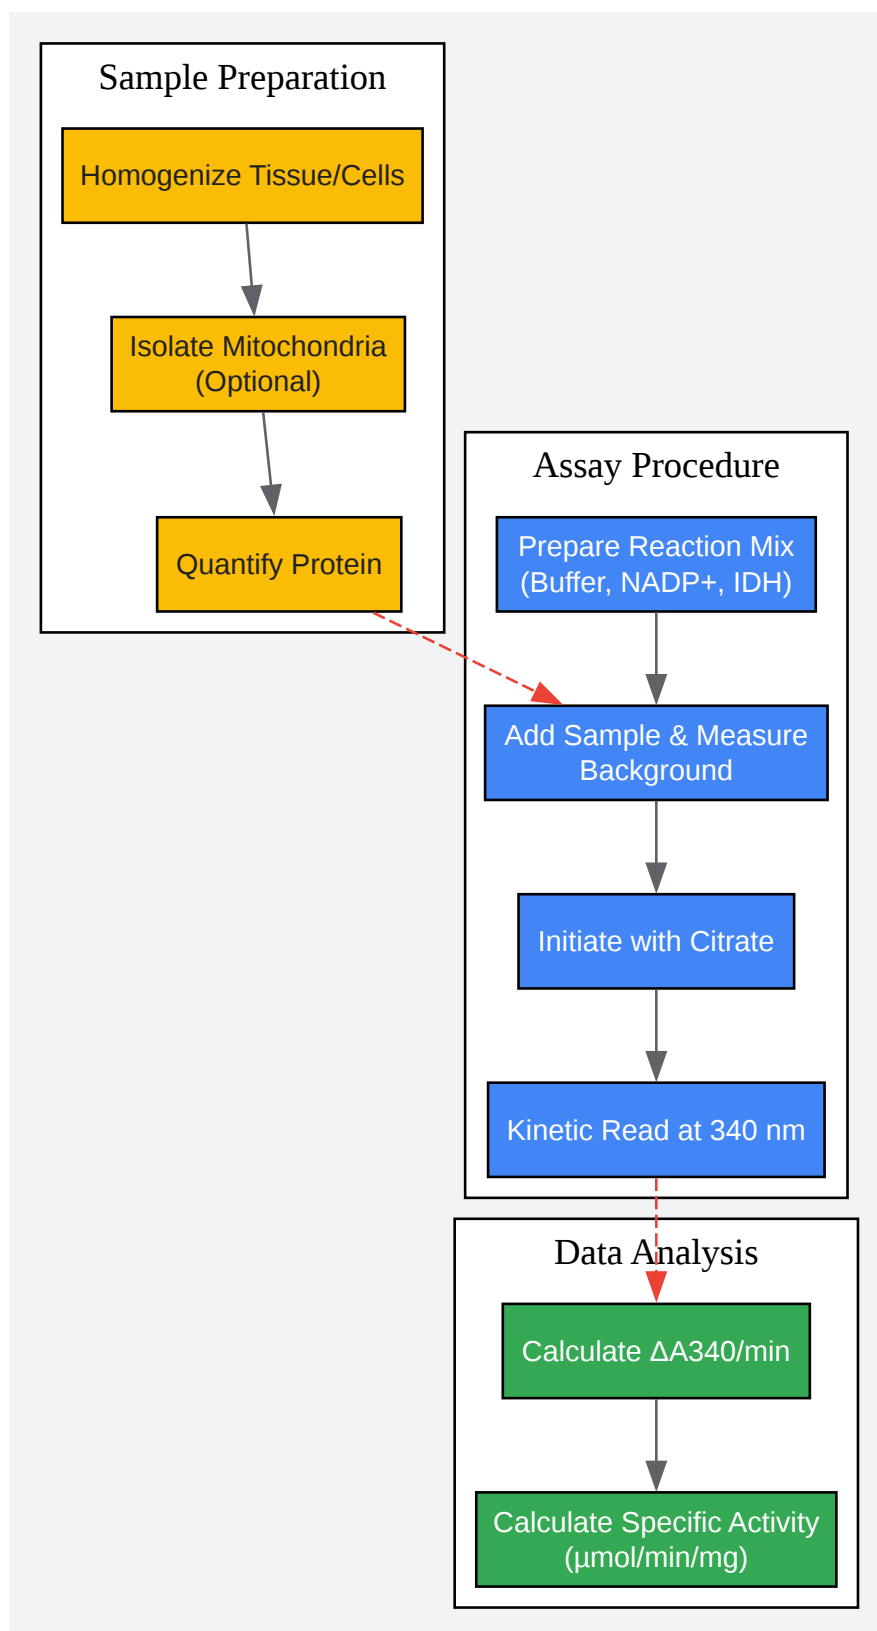 Sample Preparation
Homogenize Tissue/Cells
Isolate Mitochondria
(Optional)
Quantify Protein
Assay Procedure
Prepare Reaction Mix
(Buffer, NADP+, IDH)
Add Sample & Measure
Background
Initiate with Citrate
Kinetic Read at 340 nm
Data Analysis
Calculate ΔA340/min
Calculate Specific Activity
(µmol/min/mg)